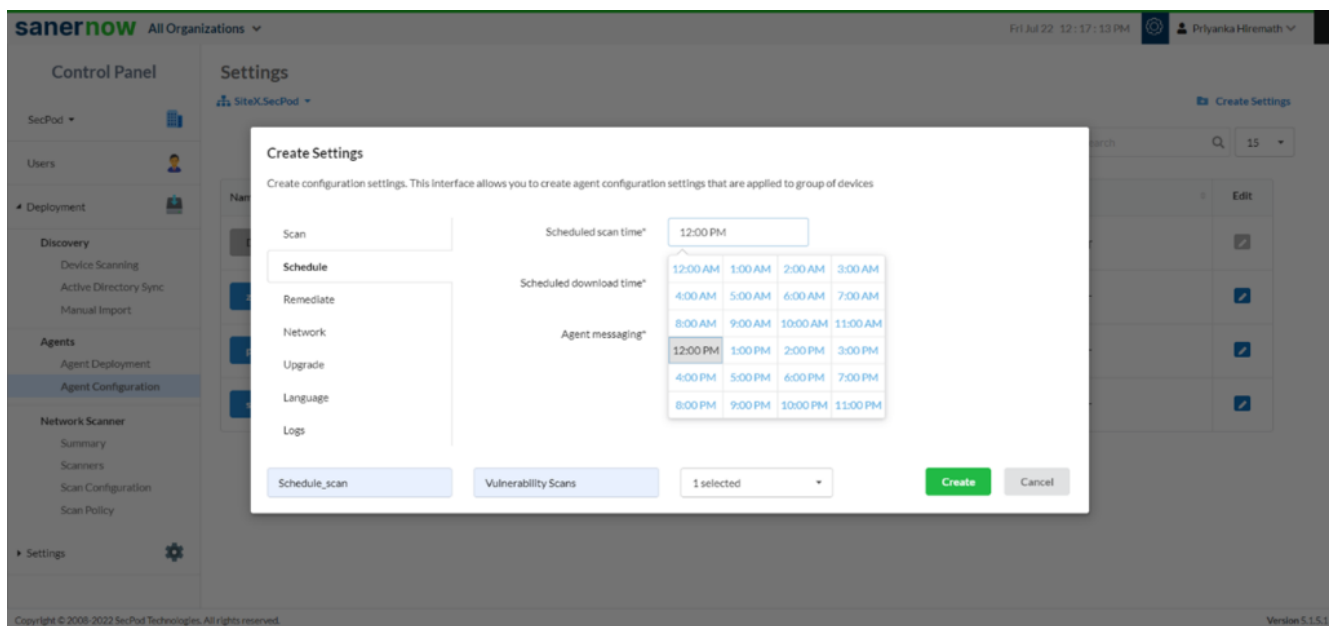 sanernow All Organizations
Fri Jul 22 12:17:13 PM
Priyanka Hiremath
Control Panel
SecPod
Users
Deployment
Discovery
Device Scanning
Active Directory Sync
Manual Import
Agents
Agent Deployment
Agent Configuration
Network Scanner
Summary
Scanners
Scan Configuration
Scan Policy
Settings
Settings
SiteX.SecPod
Create Settings
15
Edit
Create Settings
Create configuration settings. This interface allows you to create agent configuration settings that are applied to group of devices
Scan
Schedule
Remediate
Network
Upgrade
Language
Logs
Scheduled scan time*
12:00 PM
Scheduled download time*
Agent messaging*
12:00 AM 1:00 AM 2:00 AM 3:00 AM
4:00 AM 5:00 AM 6:00 AM 7:00 AM
8:00 AM 9:00 AM 10:00 AM 11:00 AM
12:00 PM 1:00 PM 2:00 PM 3:00 PM
4:00 PM 5:00 PM 6:00 PM 7:00 PM
8:00 PM 9:00 PM 10:00 PM 11:00 PM
Schedule_scan
Vulnerability Scans
1 selected
Create
Cancel
Copyright © 2008-2022 SecPod Technologies. All rights reserved.
Version 5.1.5.1